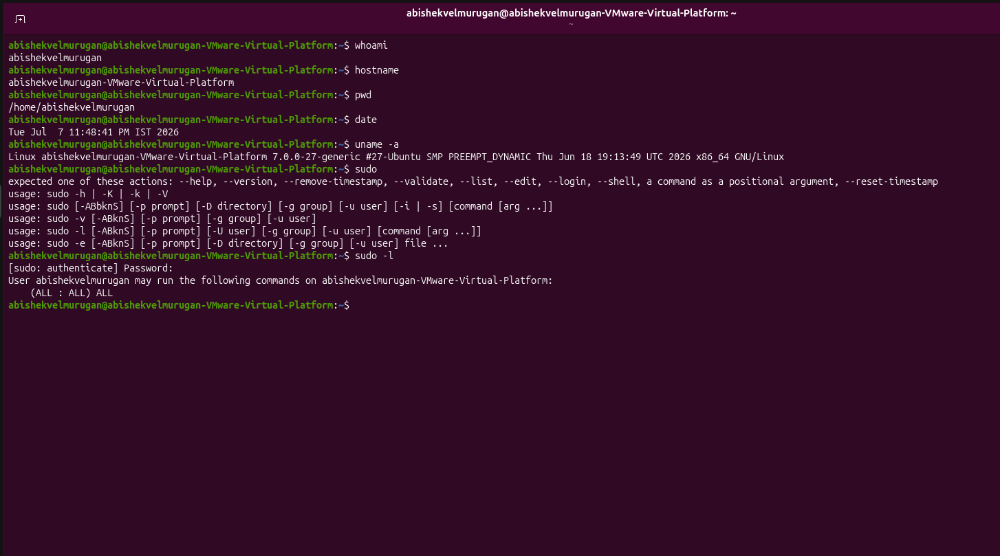 abishekvelmurugan@abishekvelmurugan-VMware-Virtual-Platform: ~
~
abishekvelmurugan@abishekvelmurugan-VMware-Virtual-Platform:~$ whoami
abishekvelmurugan
abishekvelmurugan@abishekvelmurugan-VMware-Virtual-Platform:~$ hostname
abishekvelmurugan-VMware-Virtual-Platform
abishekvelmurugan@abishekvelmurugan-VMware-Virtual-Platform:~$ pwd
/home/abishekvelmurugan
abishekvelmurugan@abishekvelmurugan-VMware-Virtual-Platform:~$ date
Tue Jul  7 11:48:41 PM IST 2026
abishekvelmurugan@abishekvelmurugan-VMware-Virtual-Platform:~$ uname -a
Linux abishekvelmurugan-VMware-Virtual-Platform 7.0.0-27-generic #27-Ubuntu SMP PREEMPT_DYNAMIC Thu Jun 18 19:13:49 UTC 2026 x86_64 GNU/Linux
abishekvelmurugan@abishekvelmurugan-VMware-Virtual-Platform:~$ sudo
expected one of these actions: --help, --version, --remove-timestamp, --validate, --list, --edit, --login, --shell, a command as a positional argument, --reset-timestamp
usage: sudo -h | -K | -k | -V
usage: sudo [-ABbknS] [-p prompt] [-D directory] [-g group] [-u user] [-i | -s] [command [arg ...]]
usage: sudo -v [-ABknS] [-p prompt] [-g group] [-u user]
usage: sudo -l [-ABknS] [-p prompt] [-U user] [-g group] [-u user] [command [arg ...]]
usage: sudo -e [-ABknS] [-p prompt] [-D directory] [-g group] [-u user] file ...
abishekvelmurugan@abishekvelmurugan-VMware-Virtual-Platform:~$ sudo -l
[sudo: authenticate] Password:
User abishekvelmurugan may run the following commands on abishekvelmurugan-VMware-Virtual-Platform:
    (ALL : ALL) ALL
abishekvelmurugan@abishekvelmurugan-VMware-Virtual-Platform:~$